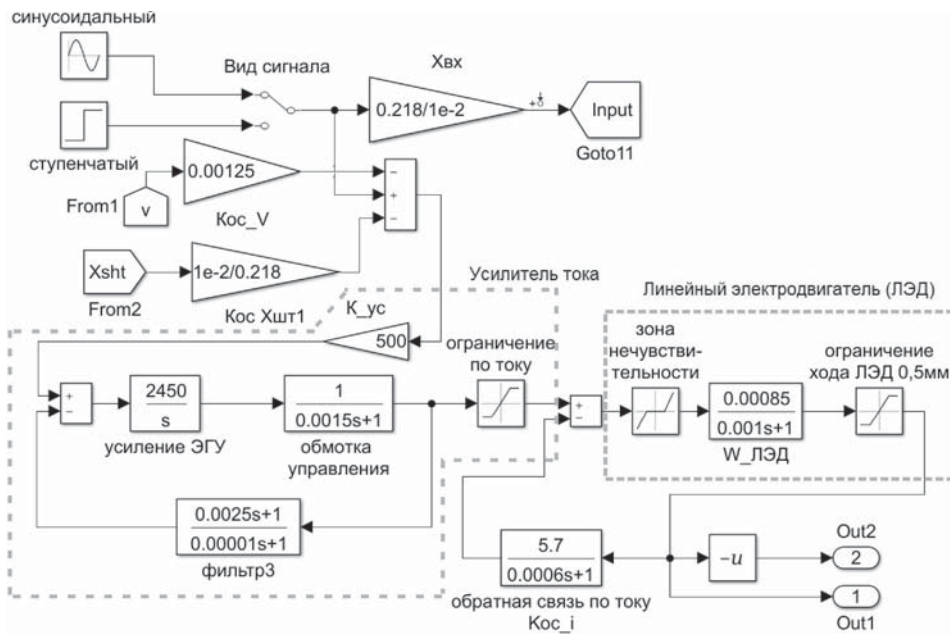 синусоидальный
Вид сигнала
Хвх
0.218/1e-2
Input
Goto11
ступенчатый
0.00125
From1
v
Кос_V
−
+
−
Xsht
1e-2/0.218
From2
Кос Хшт1
Усилитель тока
Линейный электродвигатель (ЛЭД)
К_ус
500
ограничение
по току
зона
нечувстви-
тельности
ограничение
хода ЛЭД 0,5мм
+
−
2450
s
усиление ЭГУ
1
0.0015s+1
обмотка
управления
+
−
0.00085
0.001s+1
W_ЛЭД
0.0025s+1
0.00001s+1
фильтр3
5.7
0.0006s+1
обратная связь по току
Koc_i
-u
Out2
2
1
Out1